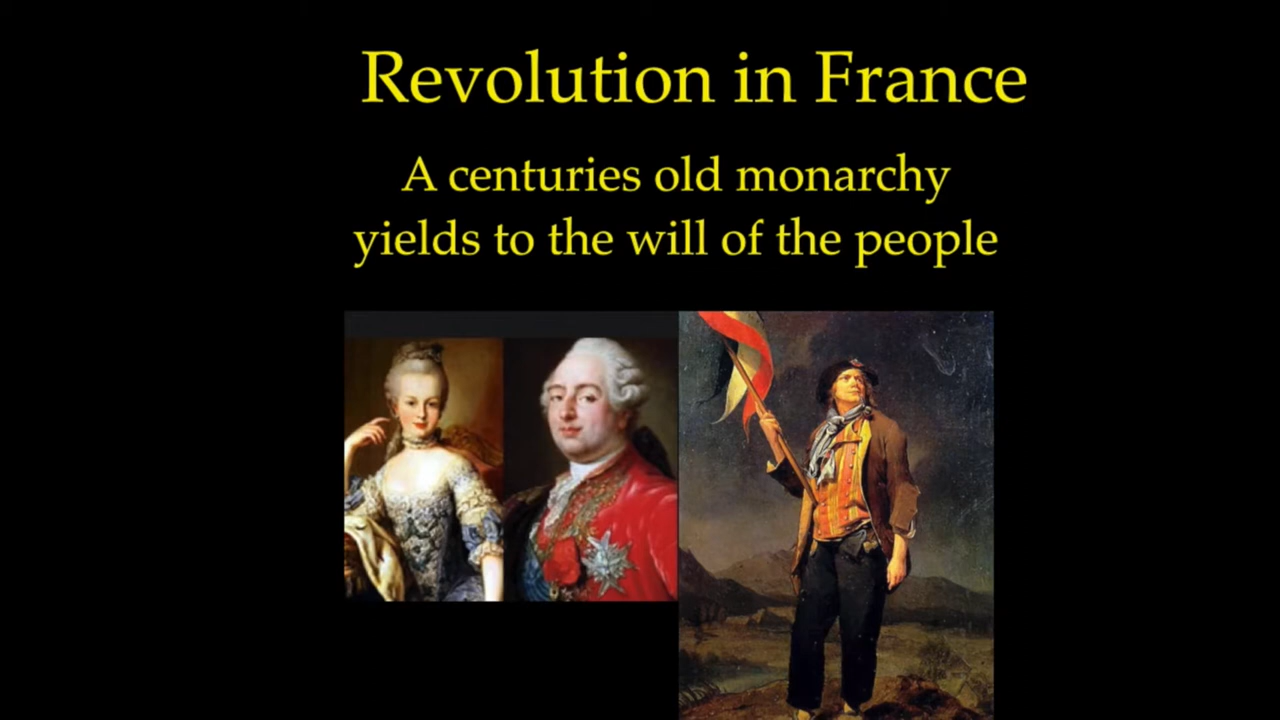 Revolution in France
A centuries old monarchy
yields to the will of the people